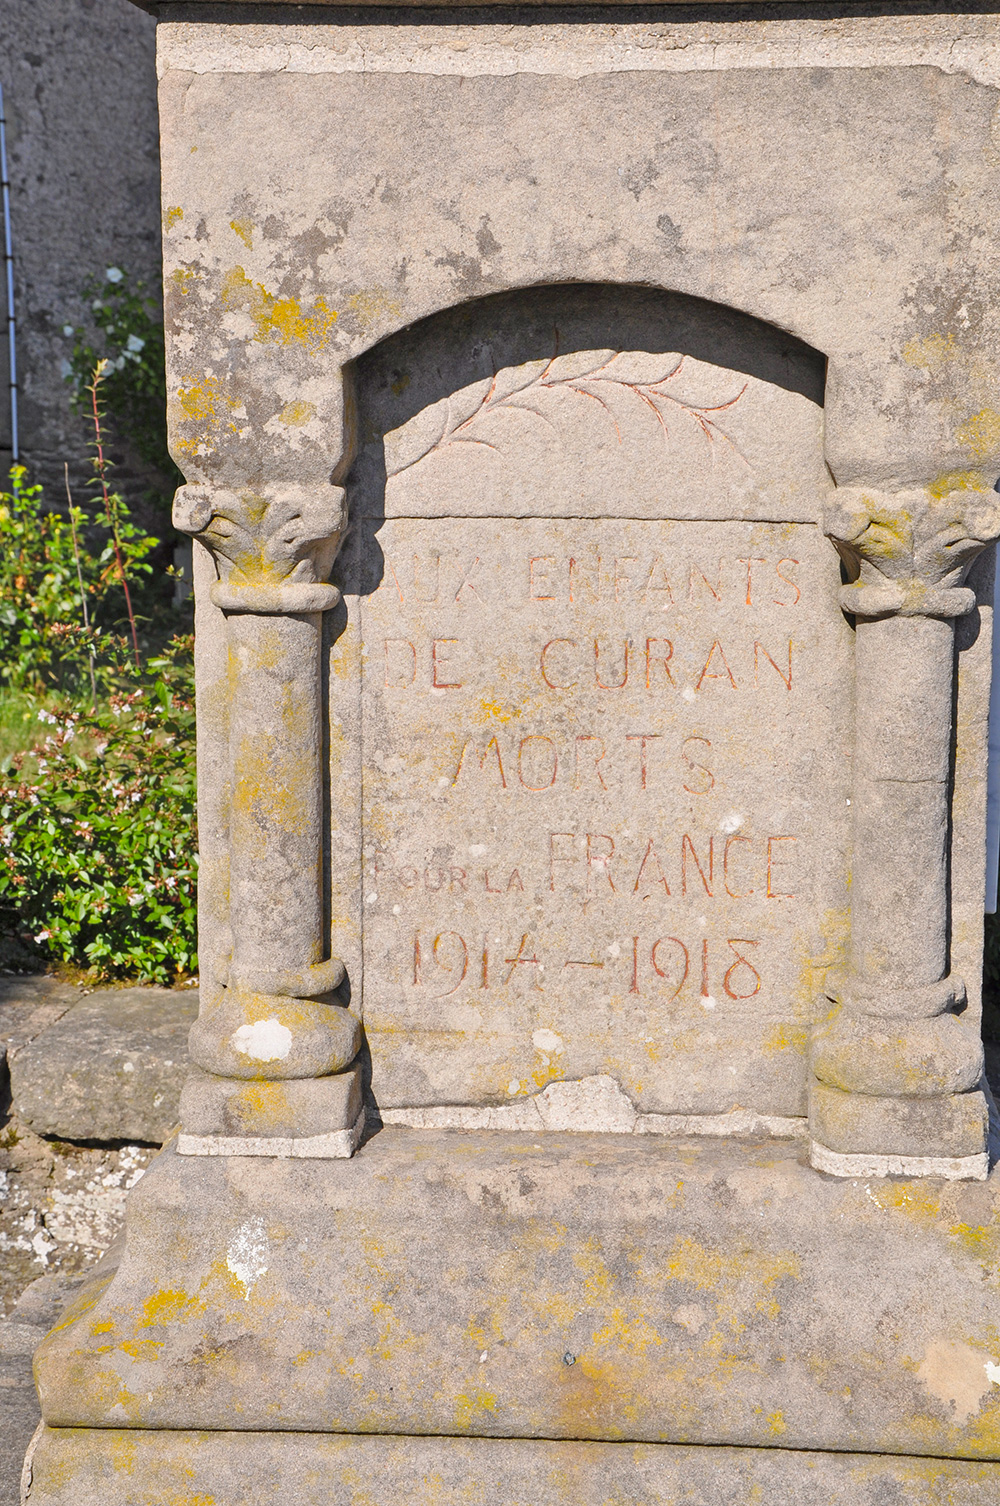 AUX ENFANTS
DE CURAN
MORTS
POUR LA FRANCE
1914-1918